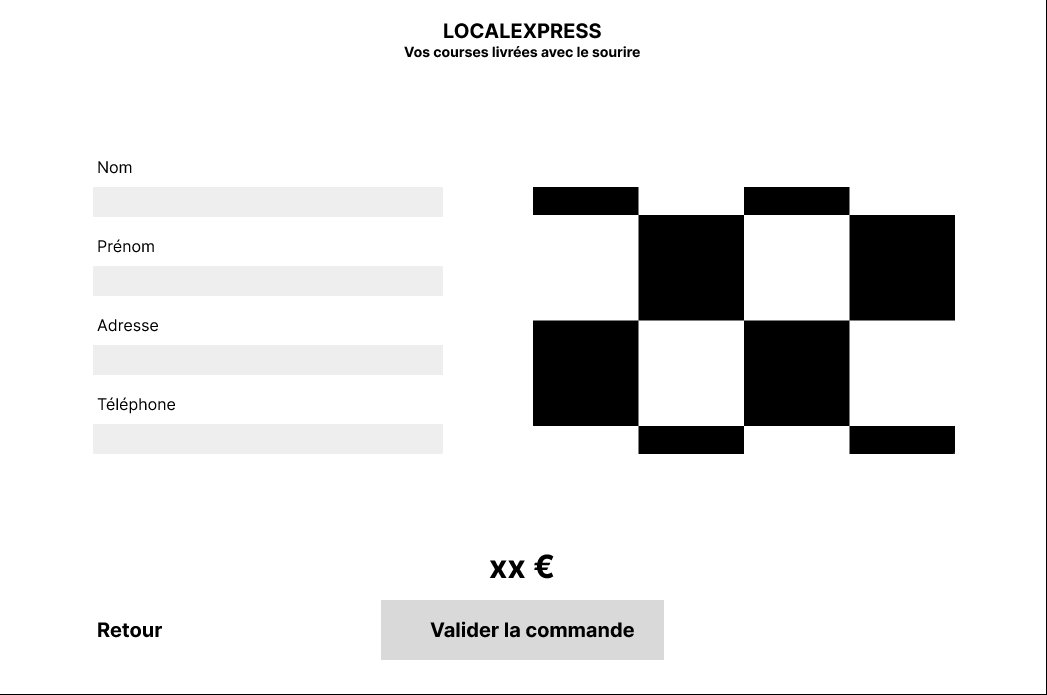 LOCALEXPRESS
Vos courses livrées avec le sourire
Nom
Prénom
Adresse
Téléphone
xx €
Retour
Valider la commande